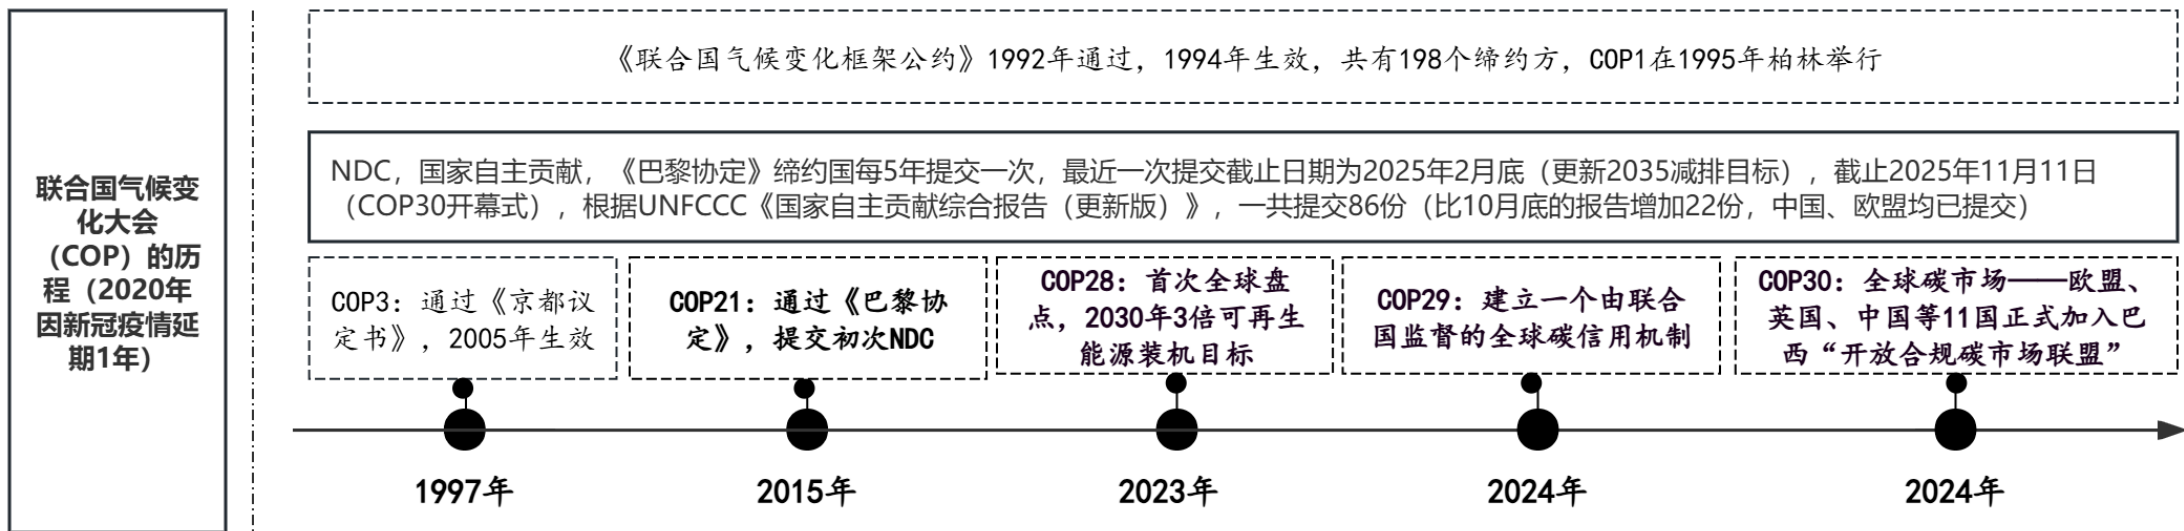 联合国气候变
化大会
（COP）的历
程（2020年
因新冠疫情延
期1年）
《联合国气候变化框架公约》1992年通过，1994年生效，共有198个缔约方，COP1在1995年柏林举行
NDC，国家自主贡献，《巴黎协定》缔约国每5年提交一次，最近一次提交截止日期为2025年2月底（更新2035减排目标），截止2025年11月11日
（COP30开幕式），根据UNFCCC《国家自主贡献综合报告（更新版）》，一共提交86份（比10月底的报告增加22份，中国、欧盟均已提交）
COP3：通过《京都议
定书》，2005年生效
COP21：通过《巴黎协
定》，提交初次NDC
COP28：首次全球盘
点，2030年3倍可再生
能源装机目标
COP29：建立一个由联合
国监督的全球碳信用机制
COP30：全球碳市场——欧盟、
英国、中国等11国正式加入巴
西“开放合规碳市场联盟”
1997年
2015年
2023年
2024年
2024年